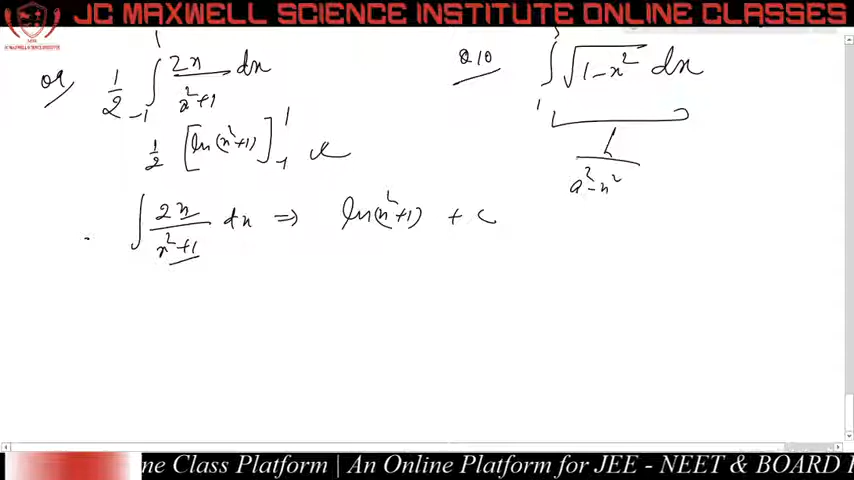 JC MAXWELL SCIENCE INSTITUTE ONLINE CLASSES
or, 1/2 ∫_{-1}^{1} 2x/(x²+1) dx
1/2 [ln(x²+1)]_{-1}^{1}
∫ 2x/(x²+1) dx ⇒ ln(x²+1) + c
Q10 ∫_1 √(1-x²) dx
1/(a²-x²)
ne Class Platform | An Online Platform for JEE - NEET & BOARD